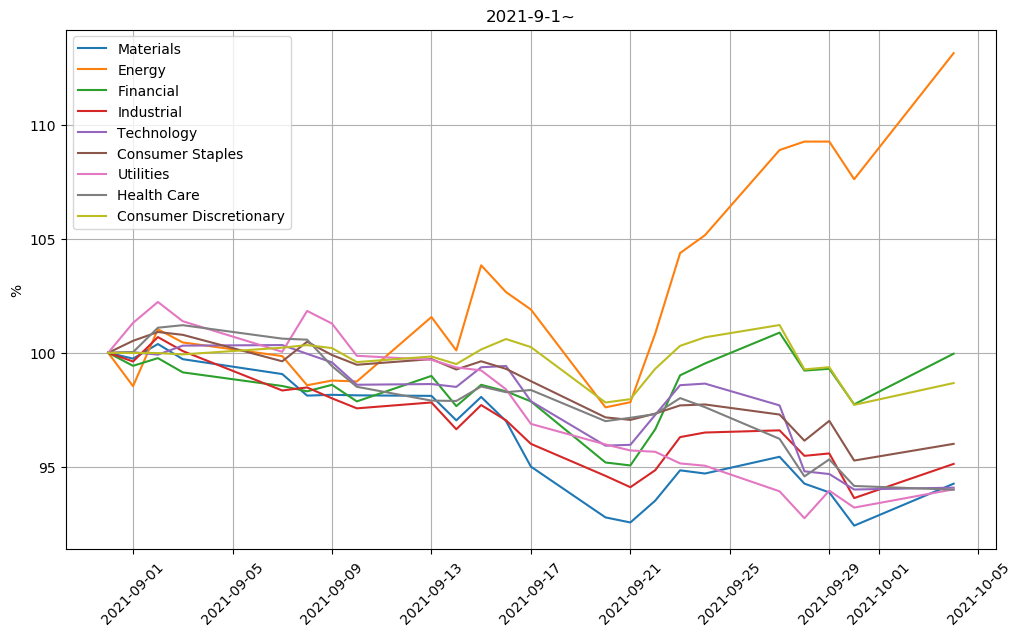 2021-9-1~
Materials
Energy
Financial
Industrial
Technology
Consumer Staples
Utilities
Health Care
Consumer Discretionary
110
105
100
95
%
2021-09-01
2021-09-05
2021-09-09
2021-09-13
2021-09-17
2021-09-21
2021-09-25
2021-09-29
2021-10-01
2021-10-05